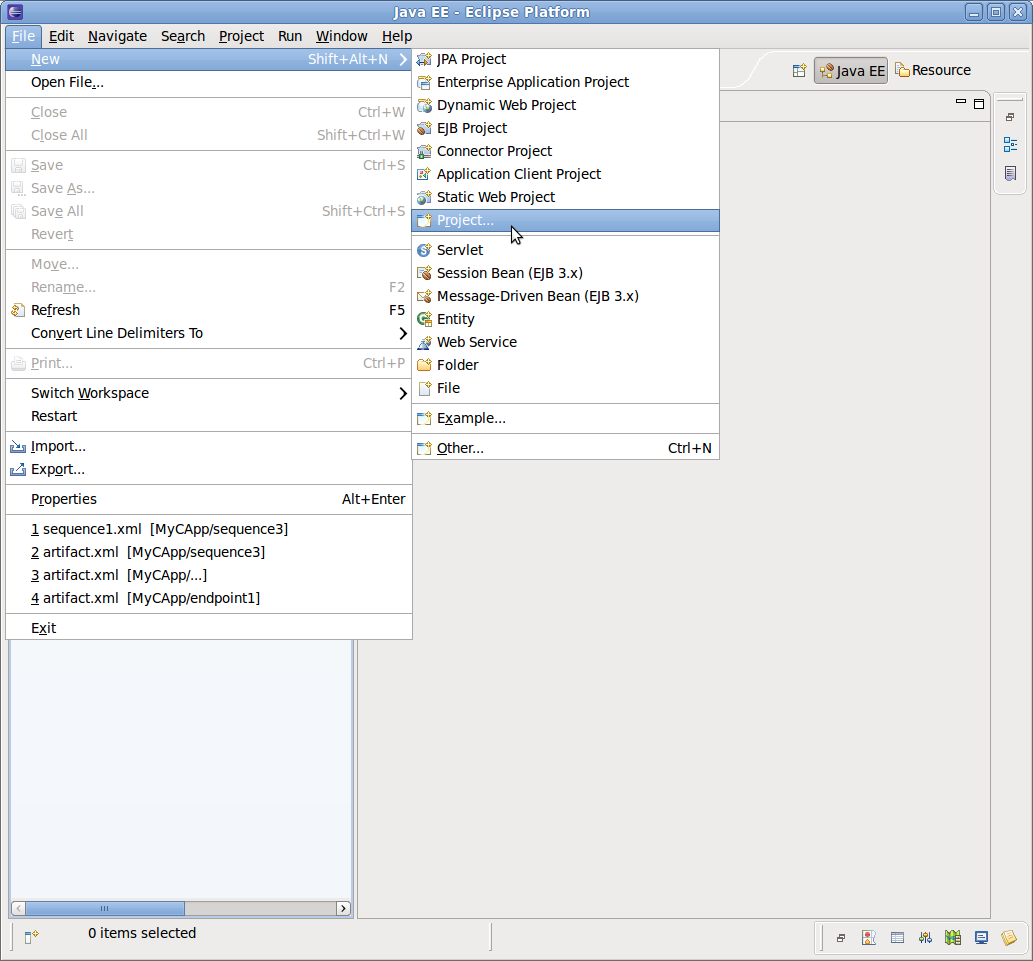 Java EE - Eclipse Platform
File Edit Navigate Search Project Run Window Help
New Shift+Alt+N
Open File...
Close Ctrl+W
Close All Shift+Ctrl+W
Save Ctrl+S
Save As...
Save All Shift+Ctrl+S
Revert
Move...
Rename... F2
Refresh F5
Convert Line Delimiters To
Print... Ctrl+P
Switch Workspace
Restart
Import...
Export...
Properties Alt+Enter
1 sequence1.xml [MyCApp/sequence3]
2 artifact.xml [MyCApp/sequence3]
3 artifact.xml [MyCApp/...]
4 artifact.xml [MyCApp/endpoint1]
Exit
JPA Project
Enterprise Application Project
Dynamic Web Project
EJB Project
Connector Project
Application Client Project
Static Web Project
Project...
Servlet
Session Bean (EJB 3.x)
Message-Driven Bean (EJB 3.x)
Entity
Web Service
Folder
File
Example...
Other... Ctrl+N
Java EE Resource
0 items selected